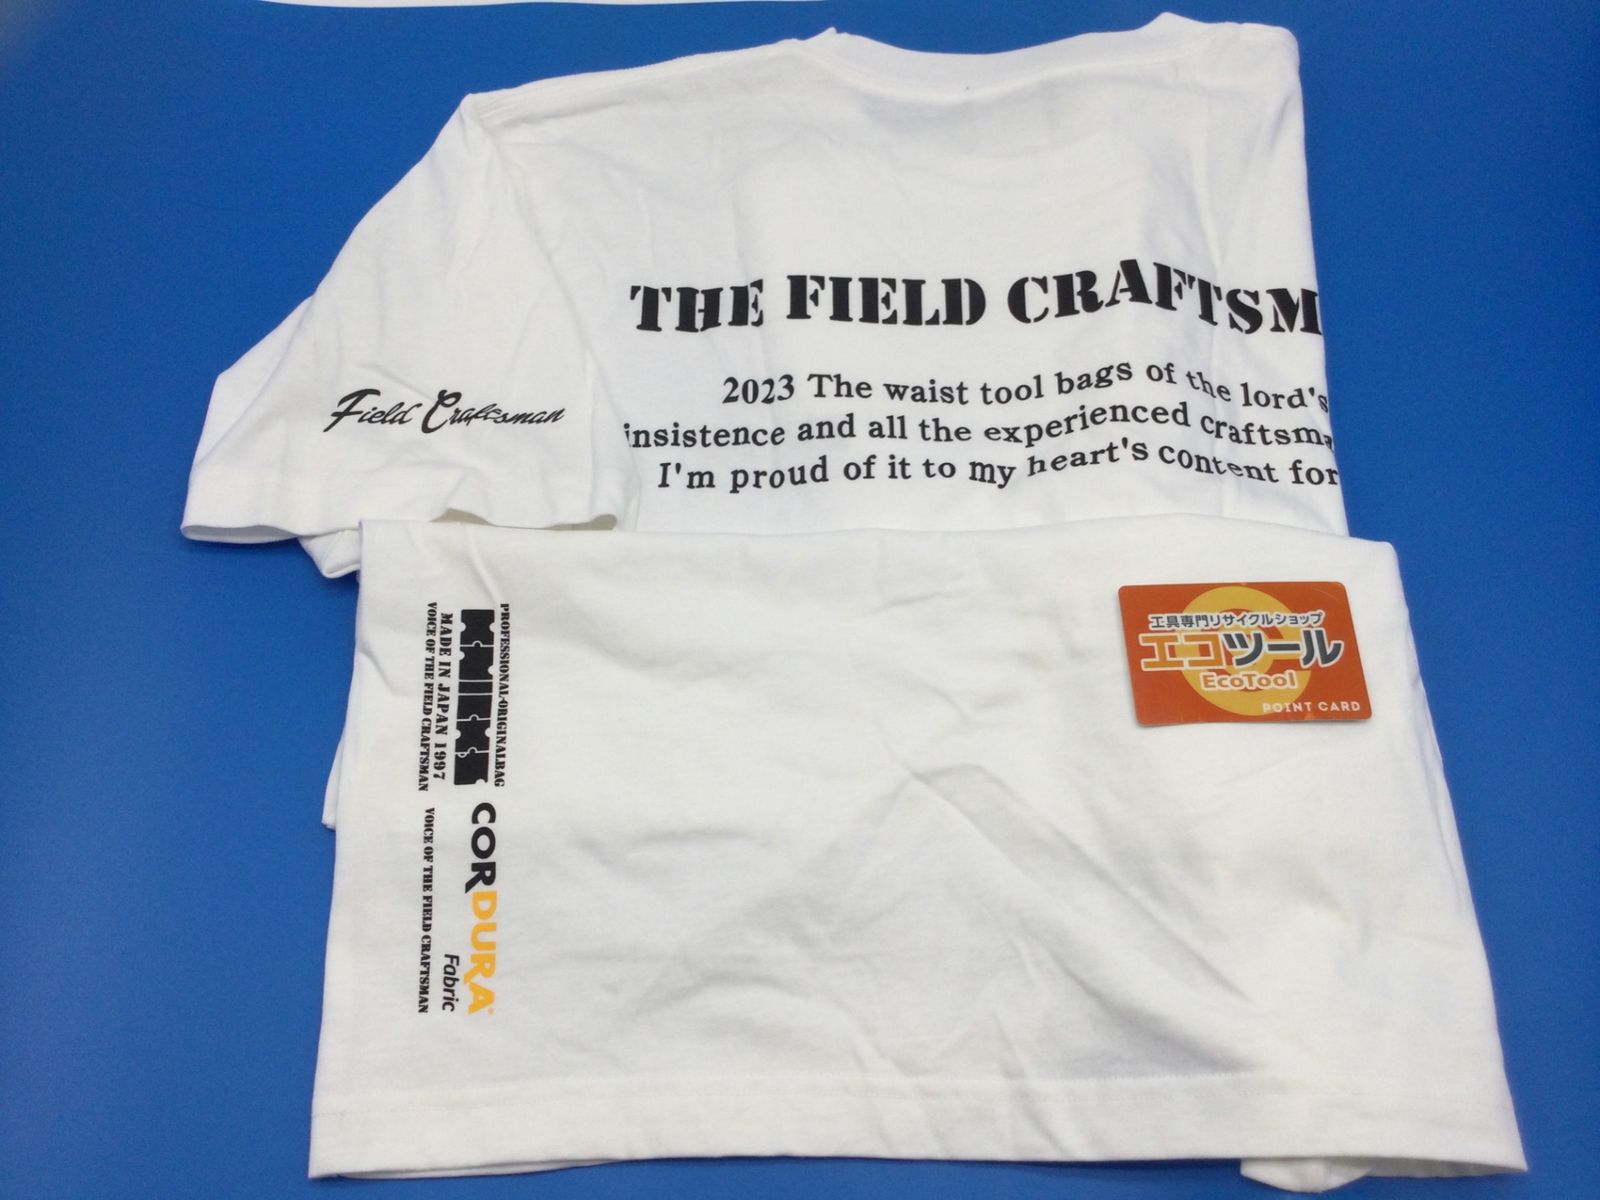 THE FIELD CRAFTSM
2023 The waist tool bags of the lord's
insistence and all the experienced craftsma
I'm proud of it to my heart's content for
Field Craftsman
PROFESSIONAL-ORIGINALBAG
KNICKS
MADE IN JAPAN 1997
VOICE OF THE FIELD CRAFTSMAN
CORDURA®
Fabric
VOICE OF THE FIELD CRAFTSMAN
工具専門リサイクルショップ
エコツール
EcoTool
POINT CARD